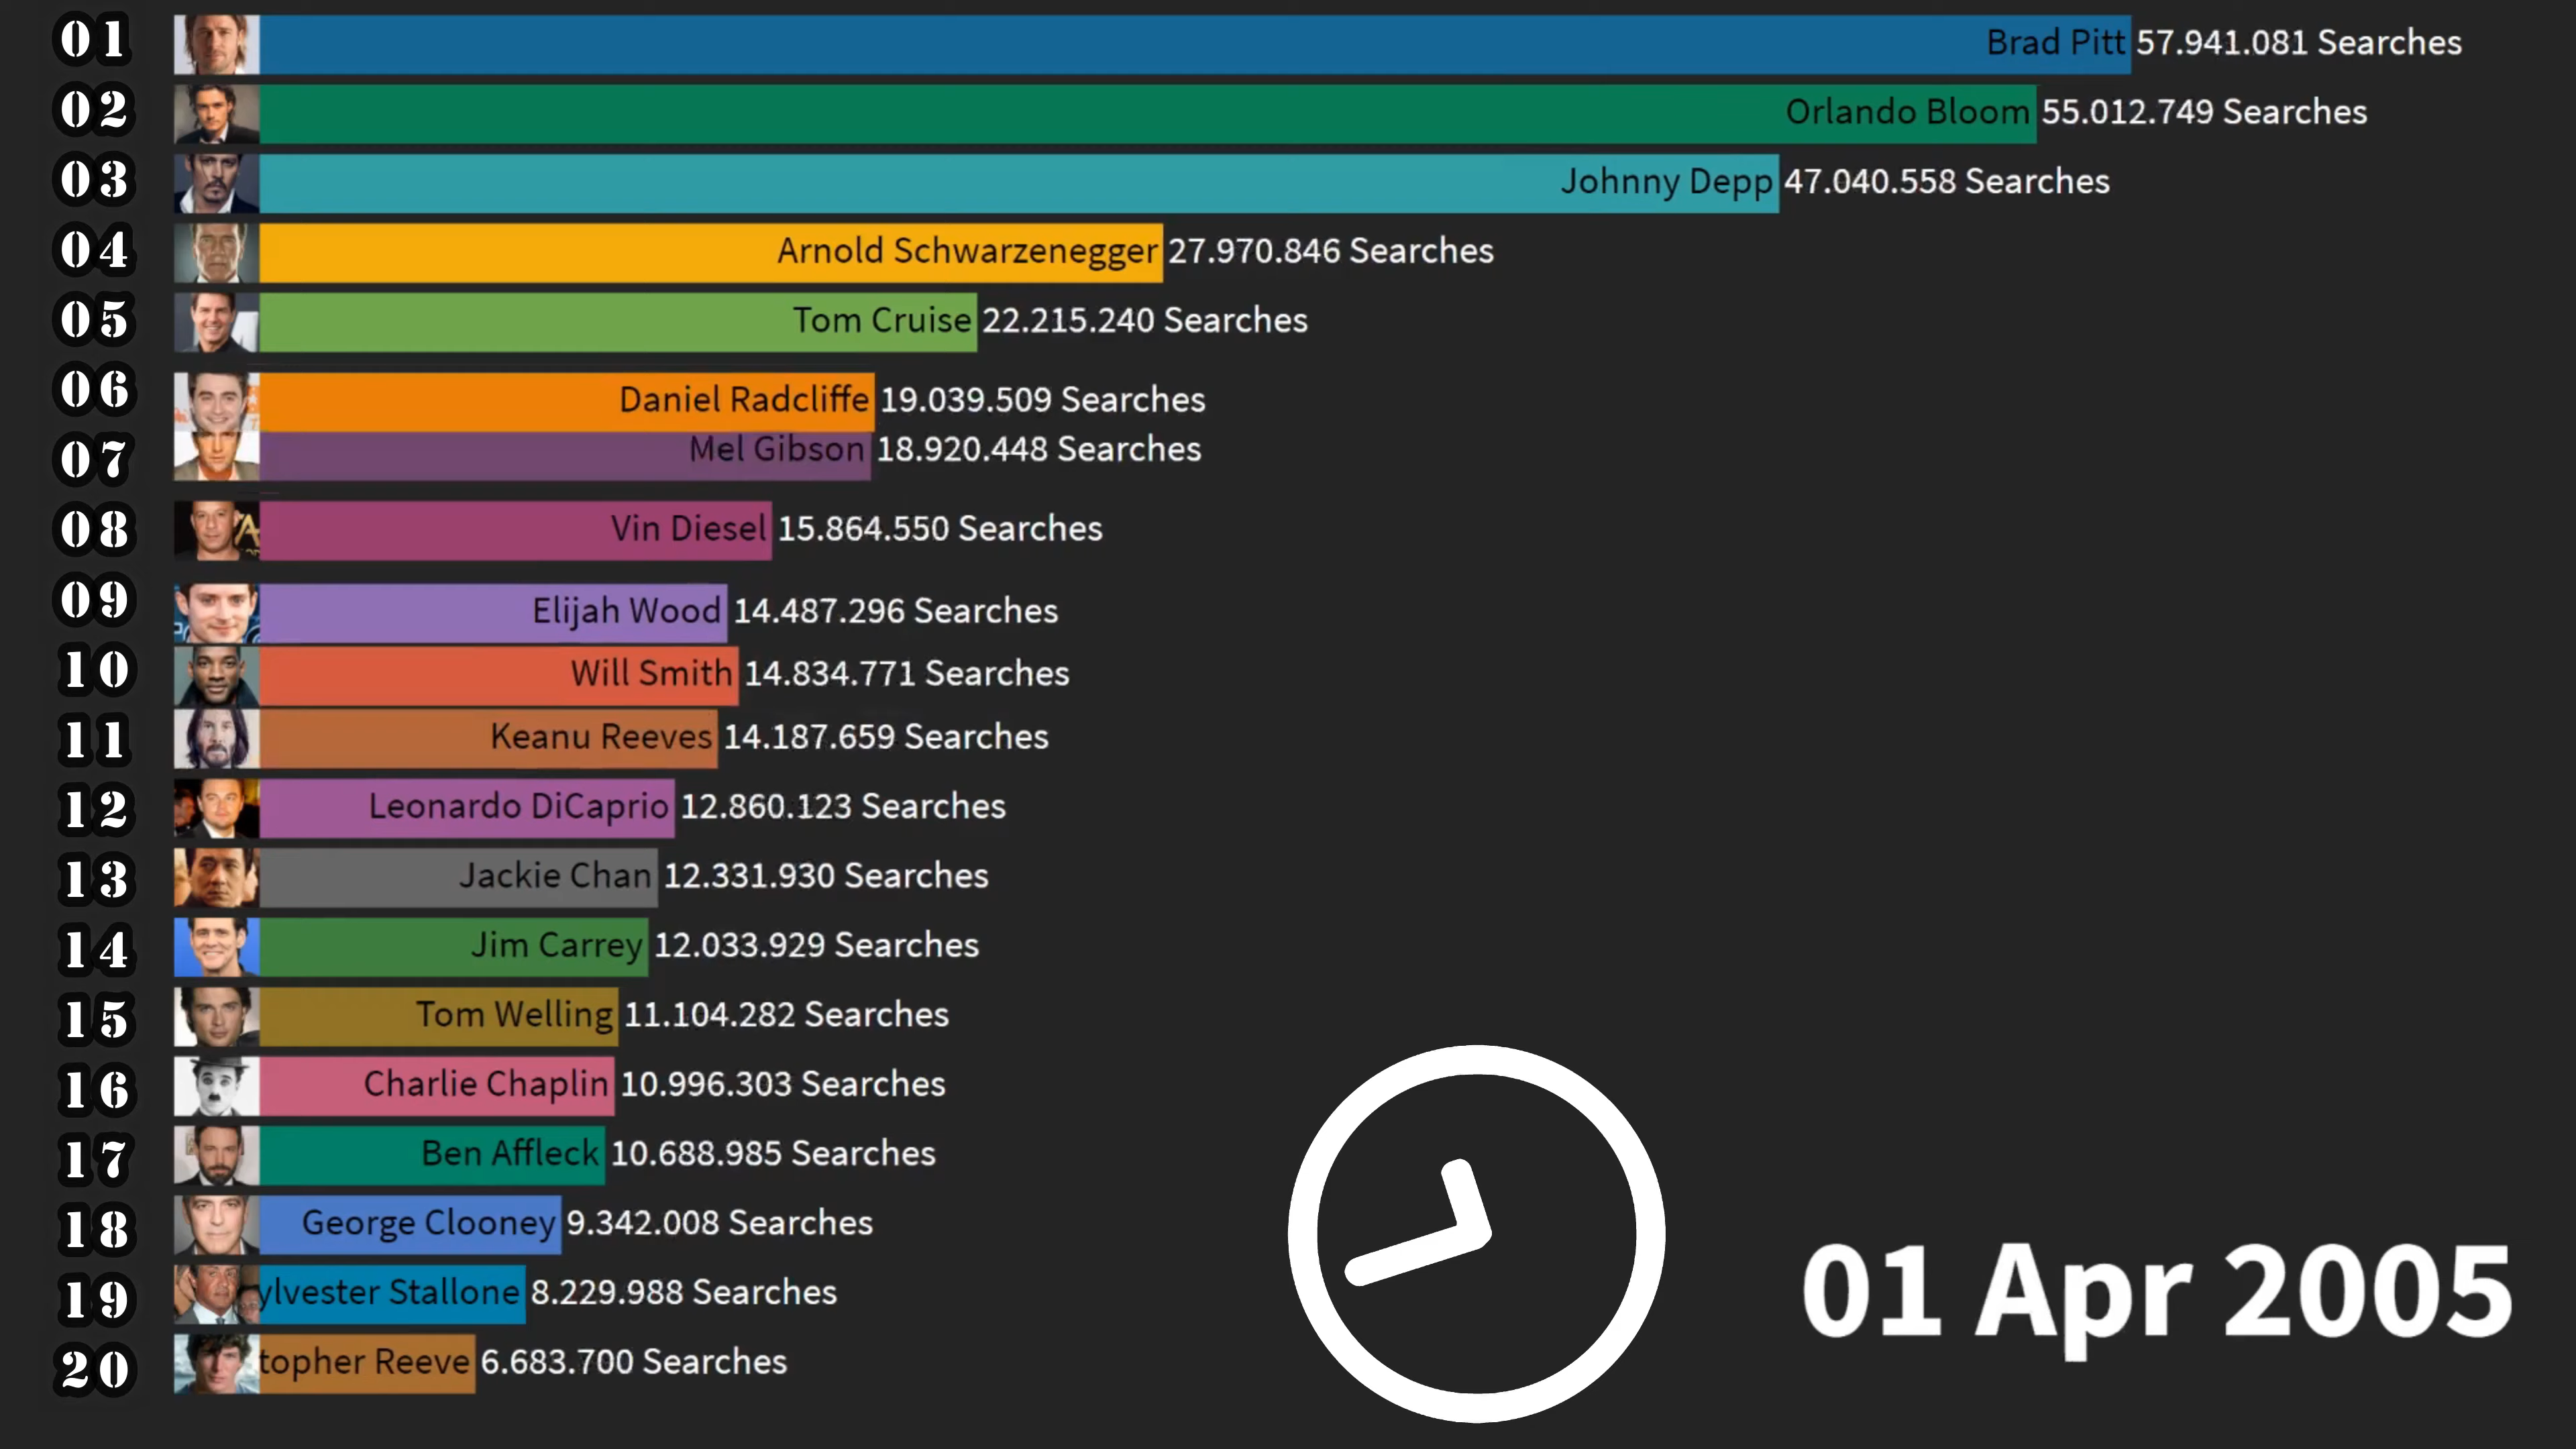 01 Brad Pitt 57.941.081 Searches
02 Orlando Bloom 55.012.749 Searches
03 Johnny Depp 47.040.558 Searches
04 Arnold Schwarzenegger 27.970.846 Searches
05 Tom Cruise 22.215.240 Searches
06 Daniel Radcliffe 19.039.509 Searches
07 Mel Gibson 18.920.448 Searches
08 Vin Diesel 15.864.550 Searches
09 Elijah Wood 14.487.296 Searches
10 Will Smith 14.834.771 Searches
11 Keanu Reeves 14.187.659 Searches
12 Leonardo DiCaprio 12.860.123 Searches
13 Jackie Chan 12.331.930 Searches
14 Jim Carrey 12.033.929 Searches
15 Tom Welling 11.104.282 Searches
16 Charlie Chaplin 10.996.303 Searches
17 Ben Affleck 10.688.985 Searches
18 George Clooney 9.342.008 Searches
19 ylvester Stallone 8.229.988 Searches
20 topher Reeve 6.683.700 Searches
01 Apr 2005